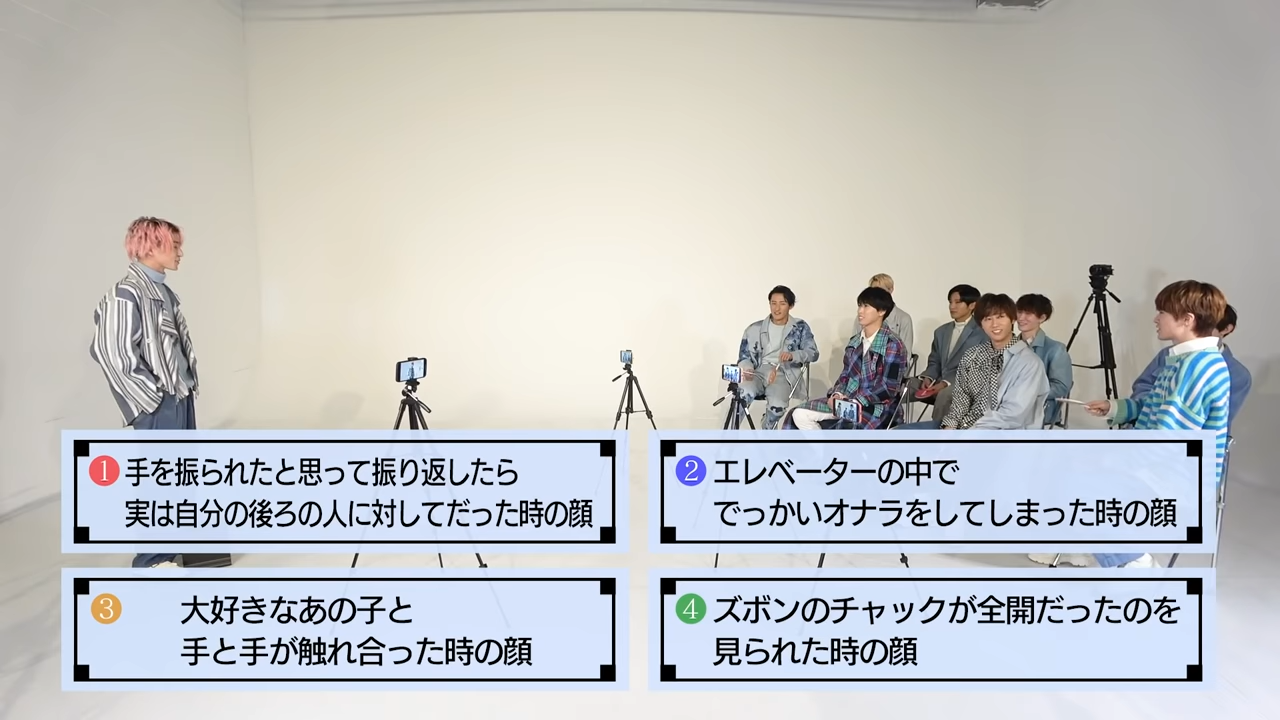 1 手を振られたと思って振り返したら
実は自分の後ろの人に対してだった時の顔
2 エレベーターの中で
でっかいオナラをしてしまった時の顔
3 大好きなあの子と
手と手が触れ合った時の顔
4 ズボンのチャックが全開だったのを
見られた時の顔